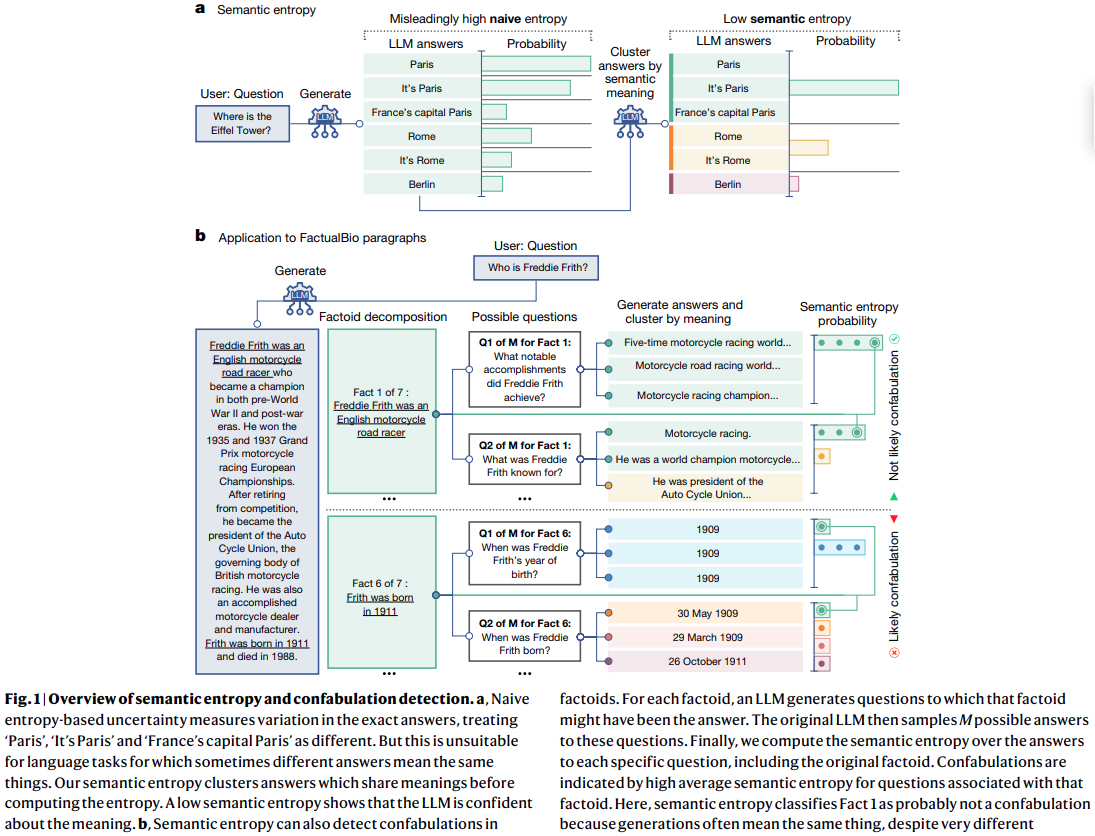 a Semantic entropy
Misleadingly high naive entropy
Low semantic entropy
LLM answers
Probability
Cluster
answers by
semantic
meaning
LLM answers
Probability
User: Question
Generate
Where is the
Eiffel Tower?
LLM
Paris
It's Paris
France's capital Paris
Rome
It's Rome
Berlin
LLM
Paris
It's Paris
France's capital Paris
Rome
It's Rome
Berlin
b Application to FactualBio paragraphs
User: Question
Who is Freddie Frith?
Generate
LLM
Factoid decomposition
Possible questions
Generate answers and
cluster by meaning
Semantic entropy
probability
Freddie Frith was an
English motorcycle
road racer who
became a champion
in both pre-World
War II and post-war
eras. He won the
1935 and 1937 Grand
Prix motorcycle
racing European
Championships.
After retiring
from competition,
he became the
president of the Auto
Cycle Union, the
governing body of
British motorcycle
racing. He was also
an accomplished
motorcycle dealer
and manufacturer.
Frith was born in 1911
and died in 1988.
Fact 1 of 7 :
Freddie Frith was an
English motorcycle
road racer
Q1 of M for Fact 1:
What notable
accomplishments
did Freddie Frith
achieve?
Five-time motorcycle racing world...
Motorcycle road racing world...
Motorcycle racing champion...
Q2 of M for Fact 1:
What was Freddie
Frith known for?
Motorcycle racing.
He was a world champion motorcycle...
He was president of the
Auto Cycle Union...
Not likely confabulation
...
...
Fact 6 of 7 :
Frith was born
in 1911
Q1 of M for Fact 6:
When was Freddie
Frith's year of
birth?
1909
1909
1909
Q2 of M for Fact 6:
When was Freddie
Frith born?
30 May 1909
29 March 1909
26 October 1911
Likely confabulation
...
...
Fig. 1 | Overview of semantic entropy and confabulation detection. a, Naive
entropy-based uncertainty measures variation in the exact answers, treating
‘Paris’, ‘It’s Paris’ and ‘France’s capital Paris’ as different. But this is unsuitable
for language tasks for which sometimes different answers mean the same
things. Our semantic entropy clusters answers which share meanings before
computing the entropy. A low semantic entropy shows that the LLM is confident
about the meaning. b, Semantic entropy can also detect confabulations in
factoids. For each factoid, an LLM generates questions to which that factoid
might have been the answer. The original LLM then samples M possible answers
to these questions. Finally, we compute the semantic entropy over the answers
to each specific question, including the original factoid. Confabulations are
indicated by high average semantic entropy for questions associated with that
factoid. Here, semantic entropy classifies Fact 1 as probably not a confabulation
because generations often mean the same thing, despite very different